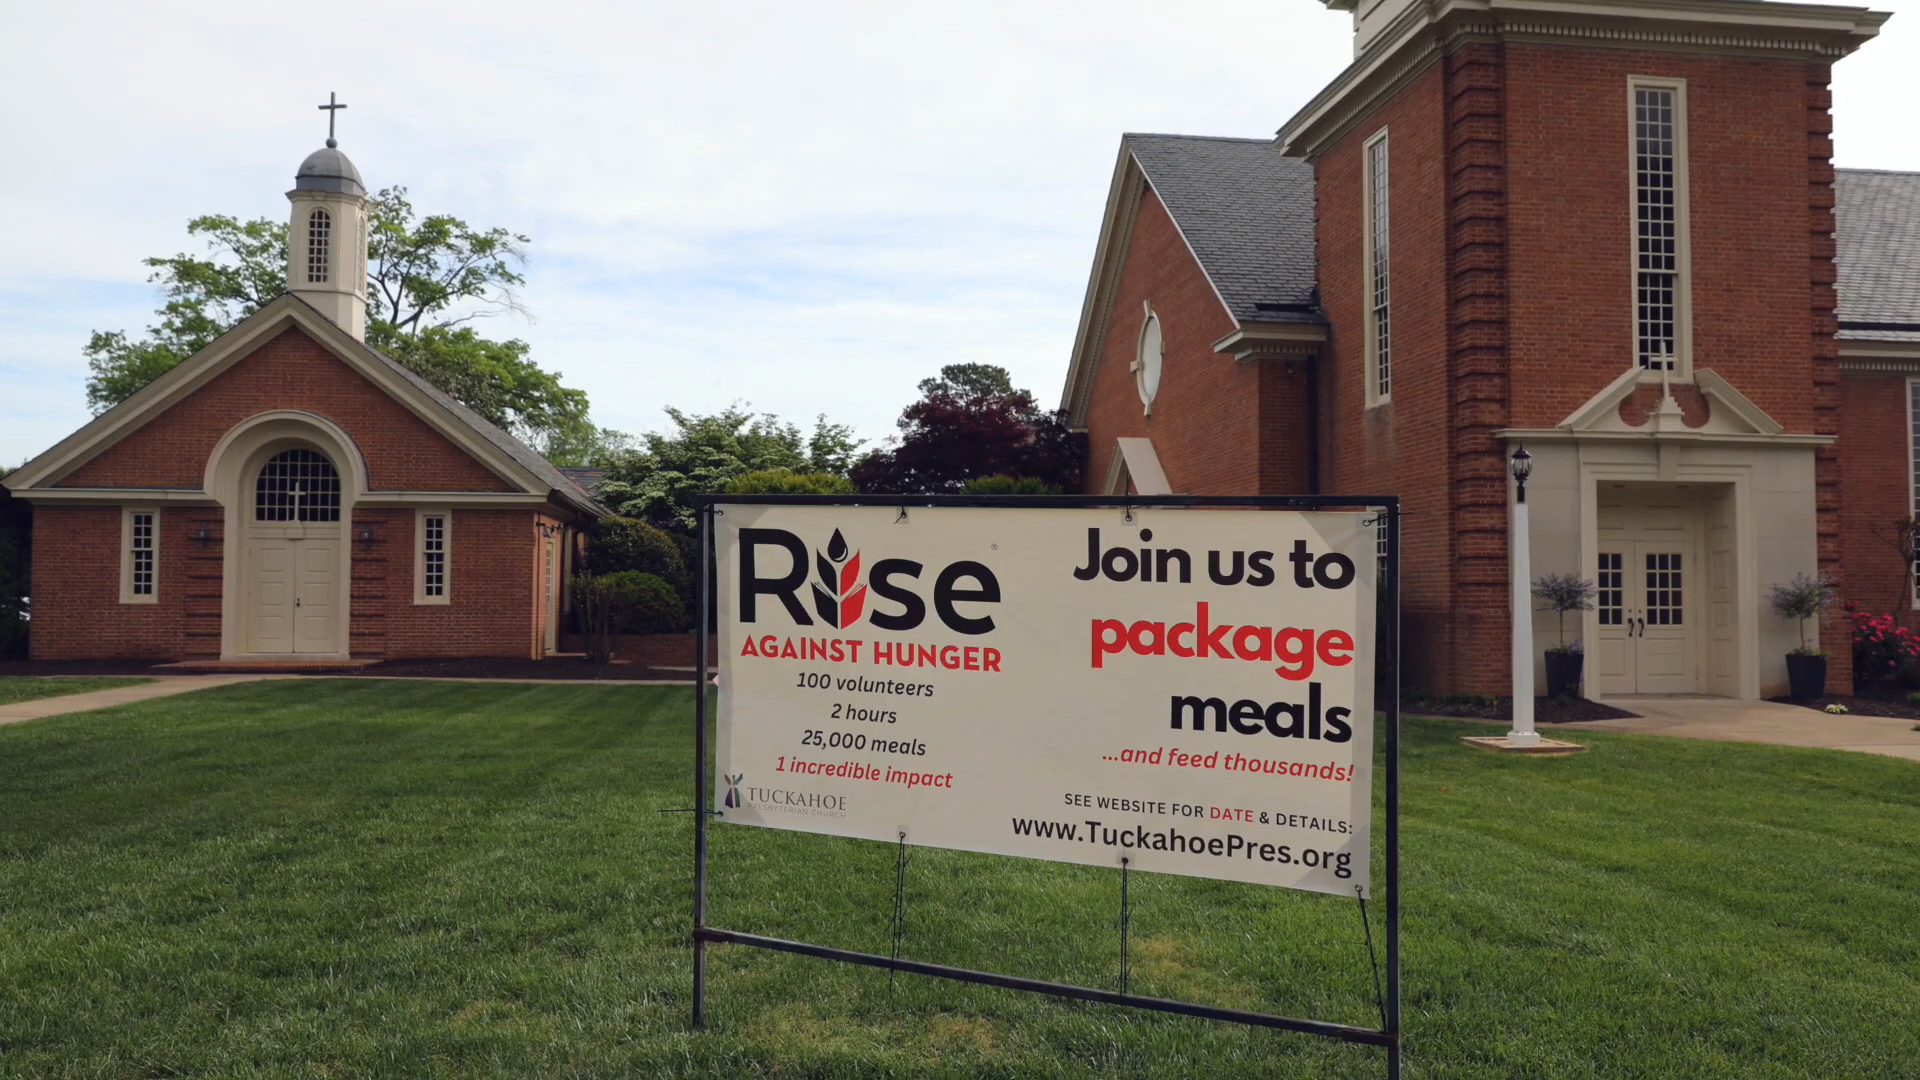 Rise®
AGAINST HUNGER
100 volunteers
2 hours
25,000 meals
1 incredible impact
TUCKAHOE
PRESBYTERIAN CHURCH
Join us to
package
meals
...and feed thousands!
SEE WEBSITE FOR DATE & DETAILS:
www.TuckahoePres.org